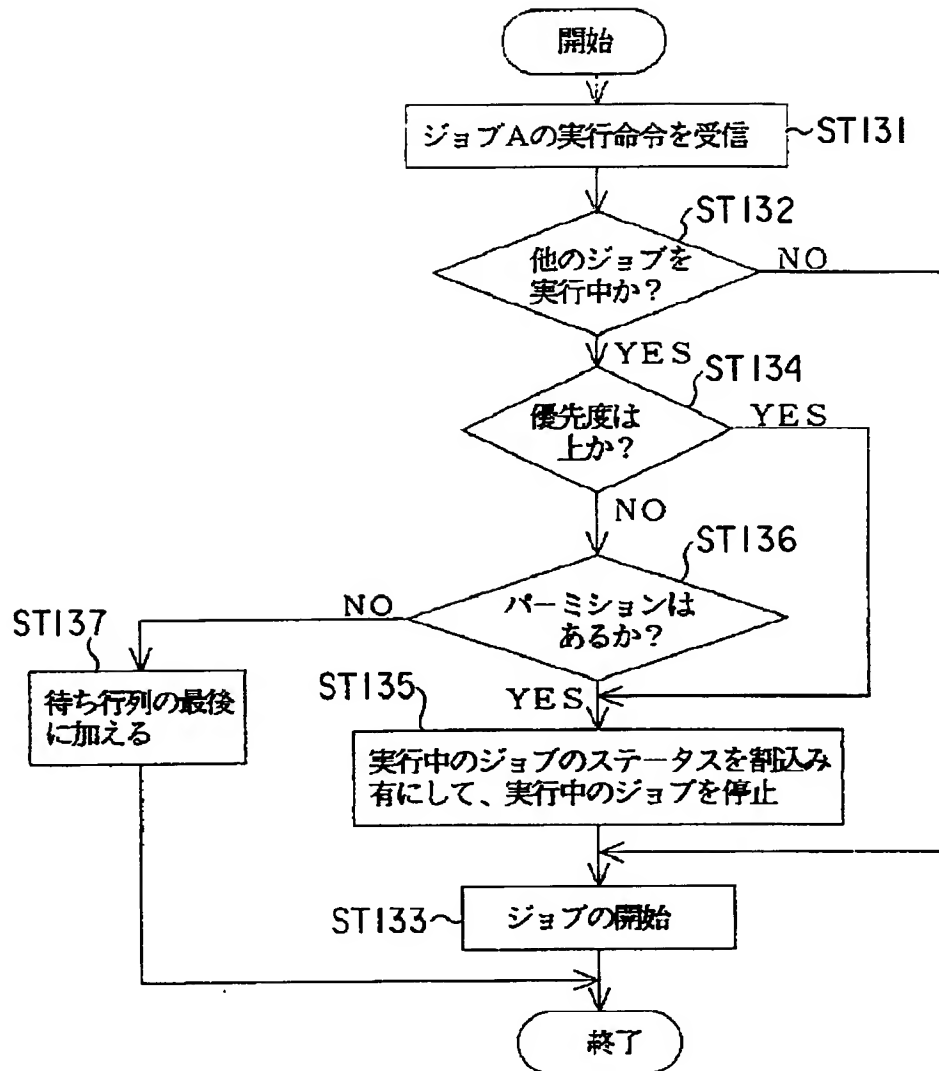 開始
ジョブAの実行命令を受信
ST131
ST132
他のジョブを
実行中か?
NO
YES
ST134
優先度は
上か?
YES
NO
ST136
パーミションは
あるか?
NO
ST137
待ち行列の最後
に加える
YES
ST135
実行中のジョブのステータスを割込み
有にして、実行中のジョブを停止
ST133
ジョブの開始
終了